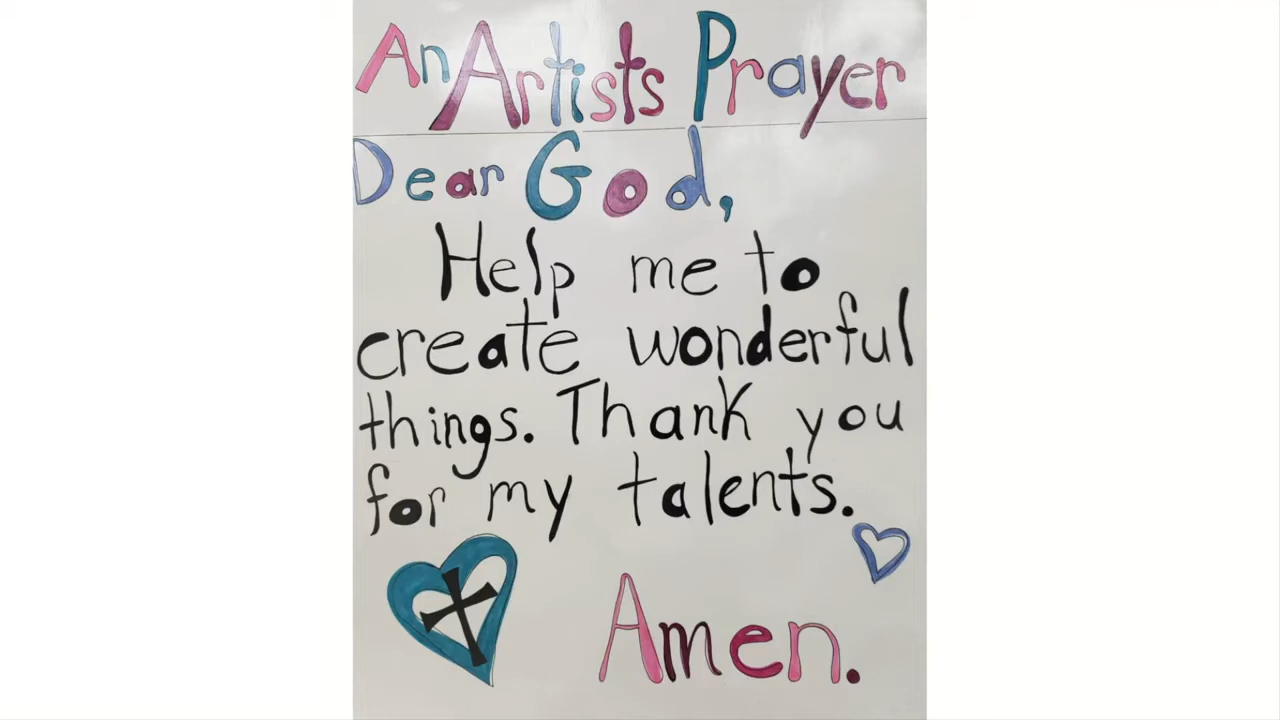 An Artists Prayer
Dear God,
Help me to
create wonderful
things. Thank you
for my talents.
Amen.